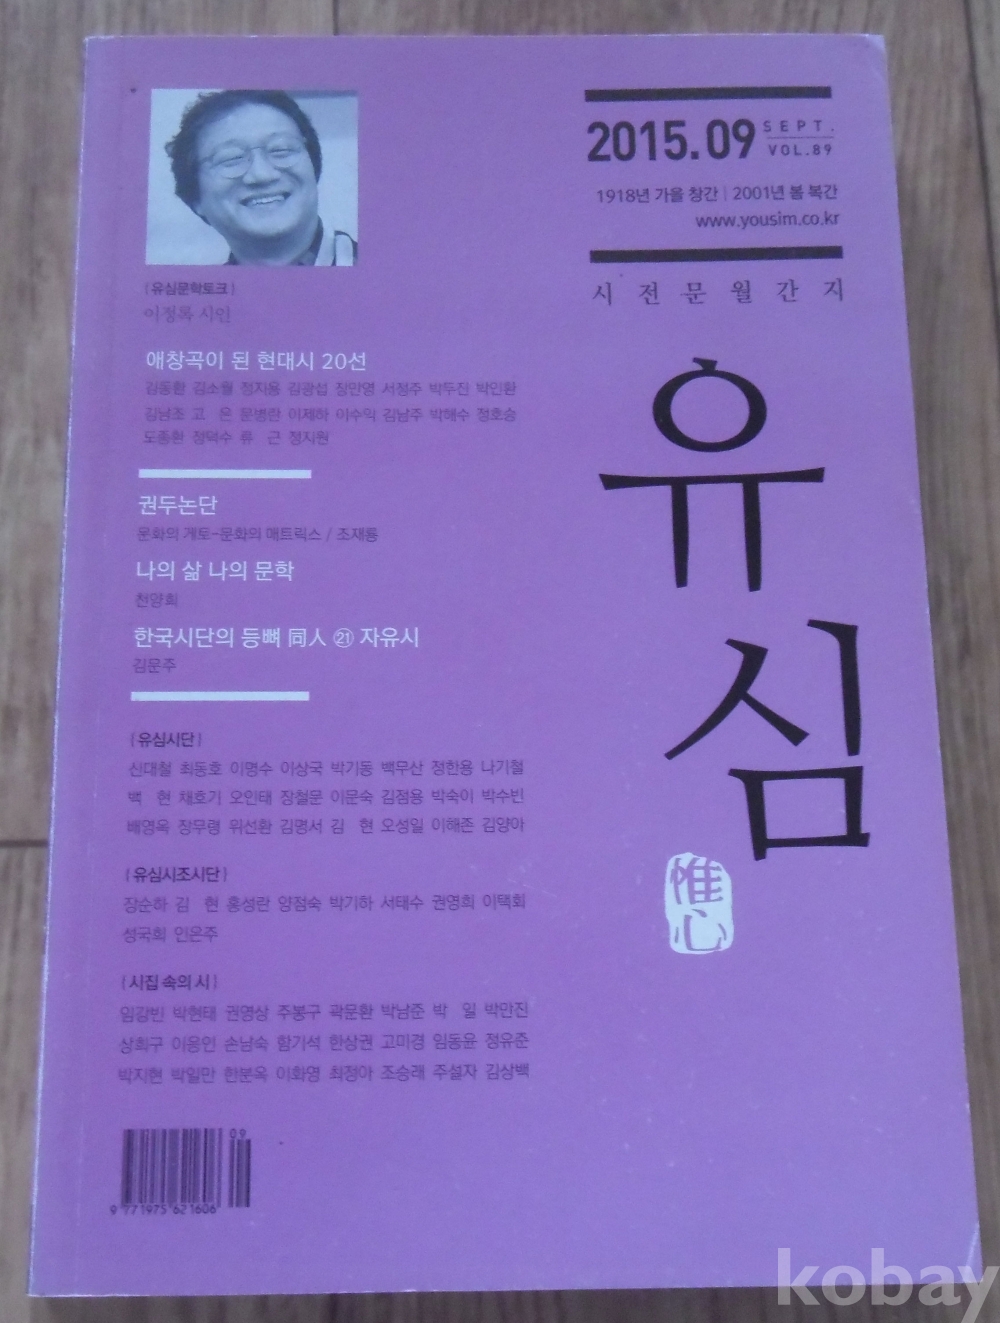 2015.09 SEPT. VOL.89
1918년 가을 창간 | 2001년 봄 복간
www.yousim.co.kr
시전문월간지
유심
惟心
(유심문학토크)
이정록 시인
애창곡이 된 현대시 20선
김동환 김소월 정지용 김광섭 장만영 서정주 박두진 박인환
김남조 고 은 문병란 이제하 이수익 김남주 박해수 정호승
도종환 정덕수 류 근 정지원
권두논단
문화의 게토-문화의 매트릭스 / 조재룡
나의 삶 나의 문학
천양희
한국시단의 등뼈 同人 ㉑ 자유시
김문주
(유심시단)
신대철 최동호 이명수 이상국 박기동 백무산 정한용 나기철
백 현 채호기 오인태 장철문 이문숙 김점용 박숙이 박수빈
배영옥 장무령 위선환 김명서 김 현 오성일 이해존 김양아
(유심시조시단)
장순하 김 현 홍성란 양점숙 박기하 서태수 권영희 이택회
성국희 인은주
(시집 속의 시)
임강빈 박현태 권영상 주봉구 곽문환 박남준 박 일 박만진
상희구 이응인 손남숙 함기석 한상권 고미경 임동윤 정유준
박지현 박일만 한분옥 이화영 최정아 조승래 주설자 김상백
09
9 771975 621606
kobay